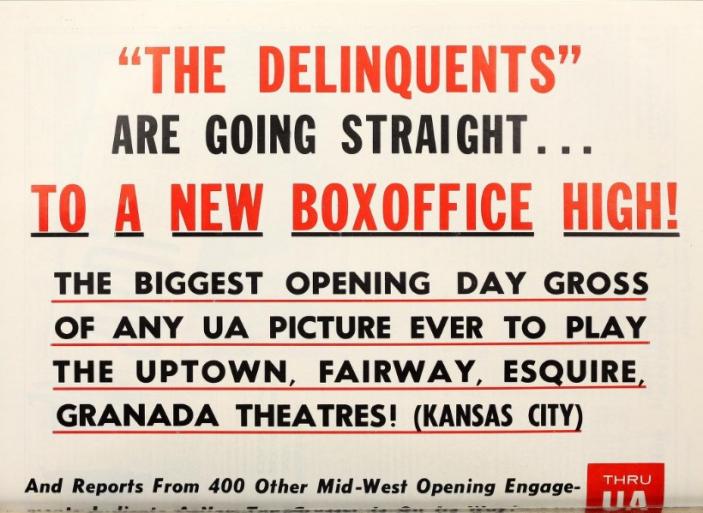 “THE DELINQUENTS”
ARE GOING STRAIGHT...
TO A NEW BOXOFFICE HIGH!
THE BIGGEST OPENING DAY GROSS
OF ANY UA PICTURE EVER TO PLAY
THE UPTOWN, FAIRWAY, ESQUIRE,
GRANADA THEATRES! (KANSAS CITY)
And Reports From 400 Other Mid-West Opening Engage-
THRU
UA